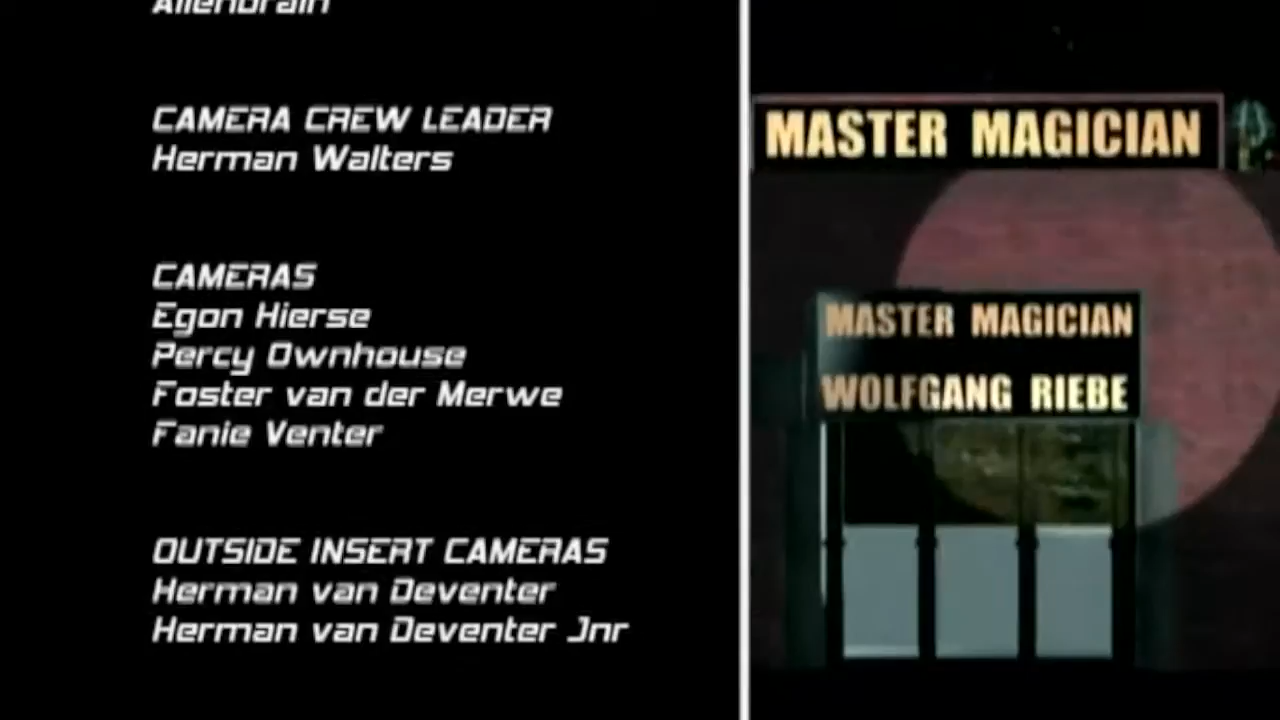 Allenbrain
CAMERA CREW LEADER
Herman Walters
CAMERAS
Egon Hierse
Percy Ownhouse
Foster van der Merwe
Fanie Venter
OUTSIDE INSERT CAMERAS
Herman van Deventer
Herman van Deventer Jnr
MASTER MAGICIAN
MASTER MAGICIAN
WOLFGANG RIEBE